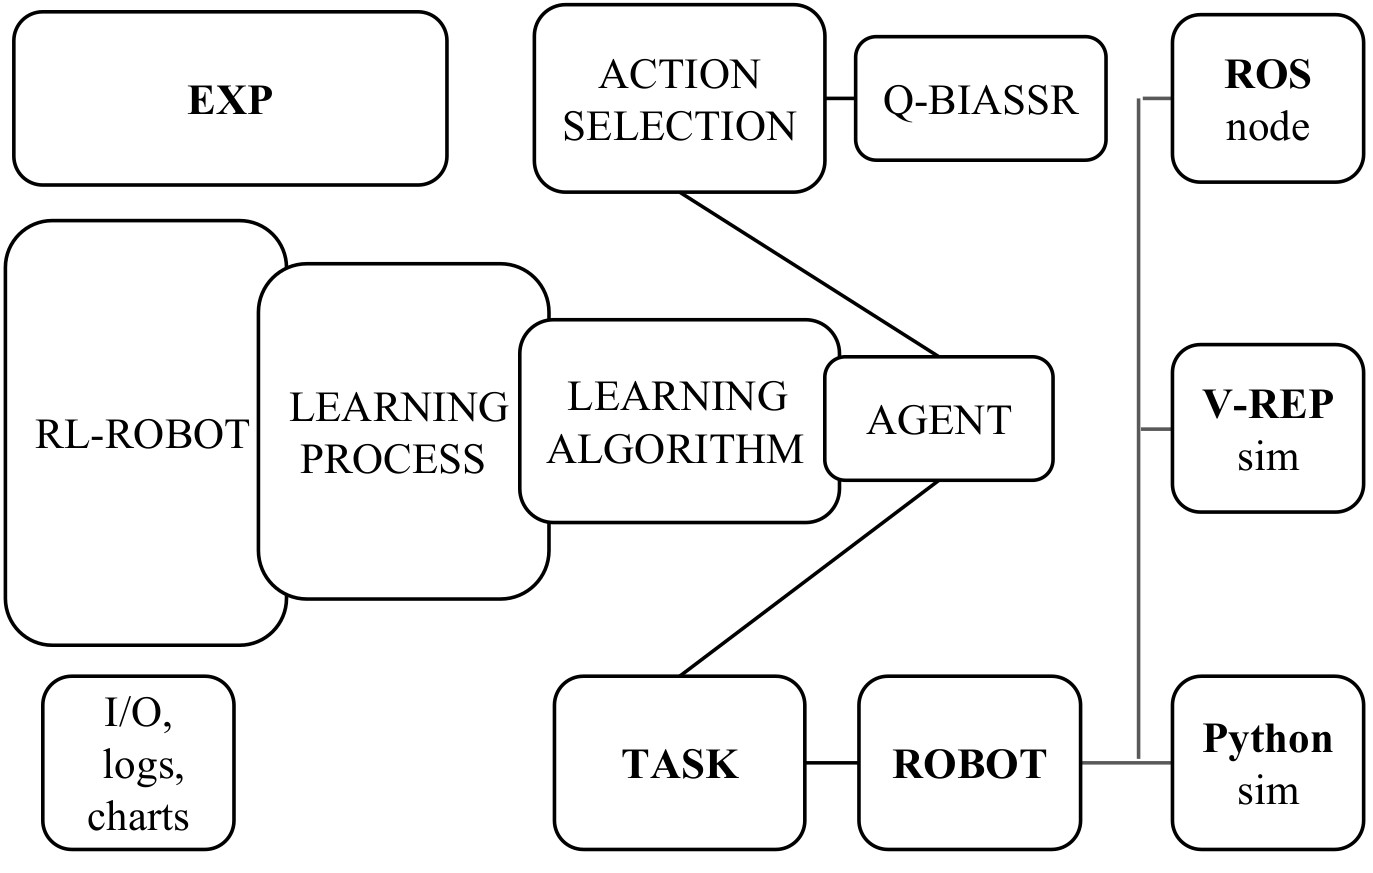 EXP
ACTION
SELECTION
Q-BIASSR
ROS
node
RL-ROBOT
LEARNING
PROCESS
LEARNING
ALGORITHM
AGENT
V-REP
sim
I/O,
logs,
charts
TASK
ROBOT
Python
sim